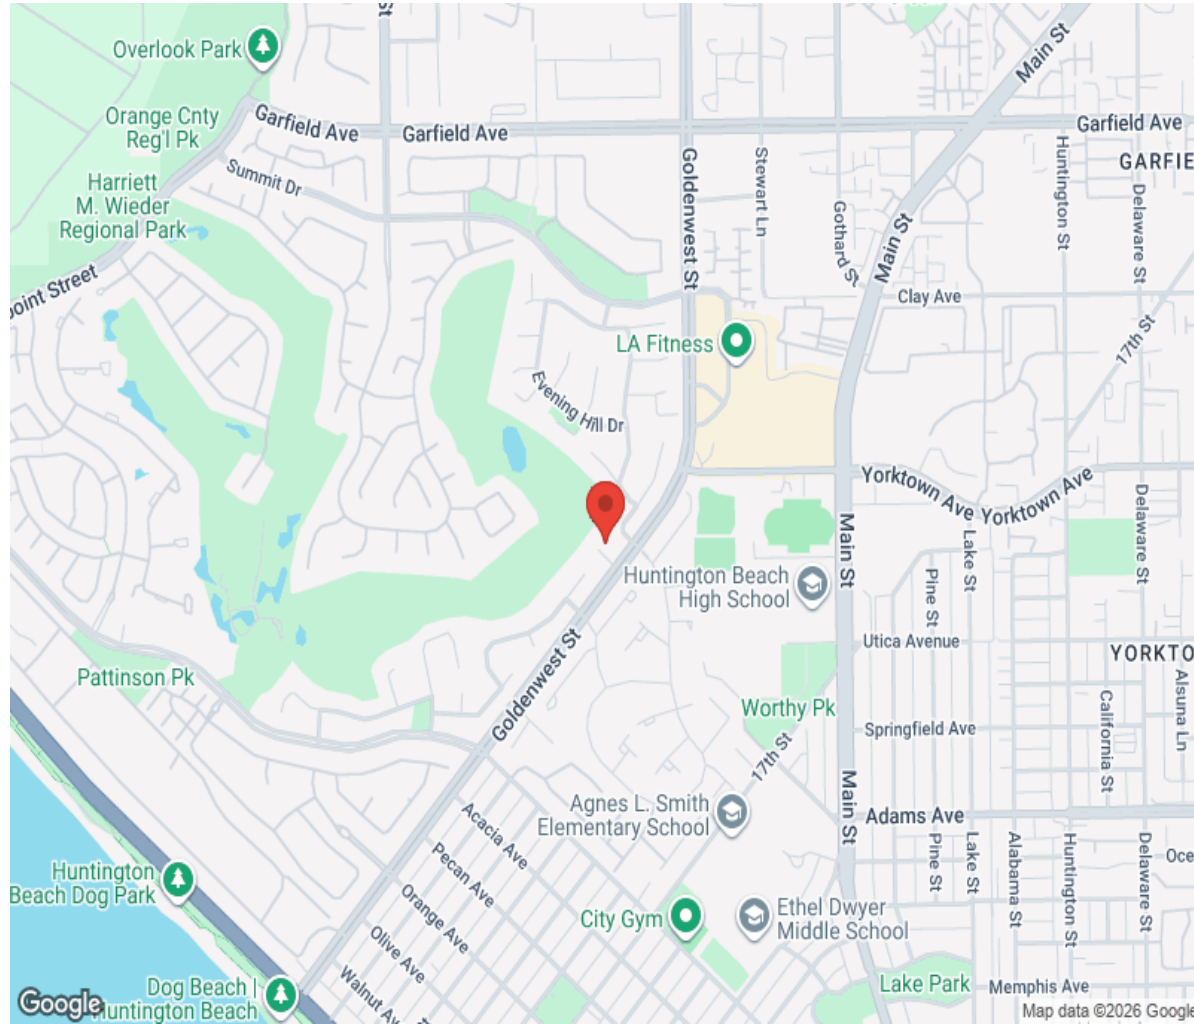 St
Main St
Overlook Park
Orange Cnty
Reg'l Pk
Garfield Ave
Garfield Ave
Garfield Ave
GARFIE
Harriett
M. Wieder
Regional Park
Summit Dr
Goldenwest St
Stewart Ln
Gothard St
Main St
Huntington St
Delaware St
point Street
Clay Ave
17th St
LA Fitness
Evening Hill Dr
Yorktown Ave
Yorktown Ave
Main St
Lake St
Delaware St
Huntington Beach
High School
Pine St
Utica Avenue
YORKTO
Pattinson Pk
Goldenwest St
Worthy Pk
Springfield Ave
California St
Alsuna Ln
17th St
Main St
Agnes L. Smith
Elementary School
Adams Ave
Acacia Ave
Pecan Ave
Orange Ave
Olive Ave
Walnut Av
Pine St
Lake St
Alabama St
Huntington St
Delaware St
Oce
Huntington
Beach Dog Park
City Gym
Ethel Dwyer
Middle School
Lake Park
Memphis Ave
Dog Beach |
Huntington Beach
Google
Map data ©2026 Google